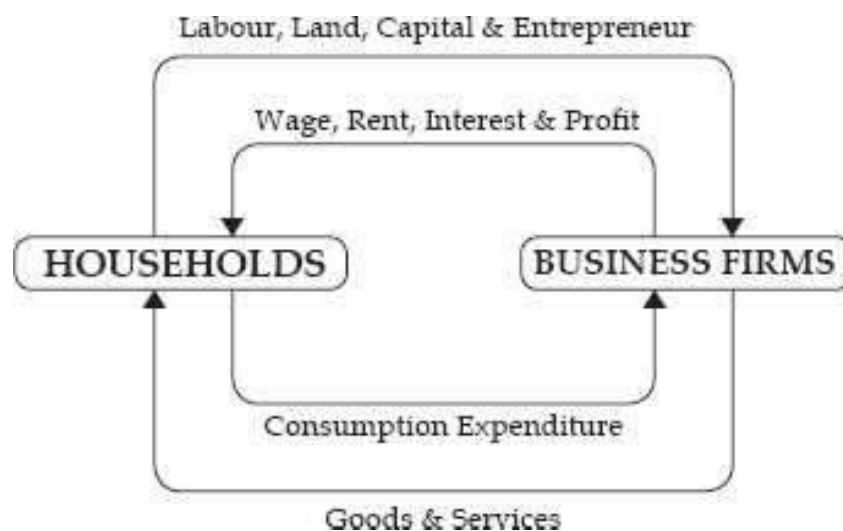 Labour, Land, Capital & Entrepreneur
Wage, Rent, Interest & Profit
HOUSEHOLDS
BUSINESS FIRMS
Consumption Expenditure
Goods & Services